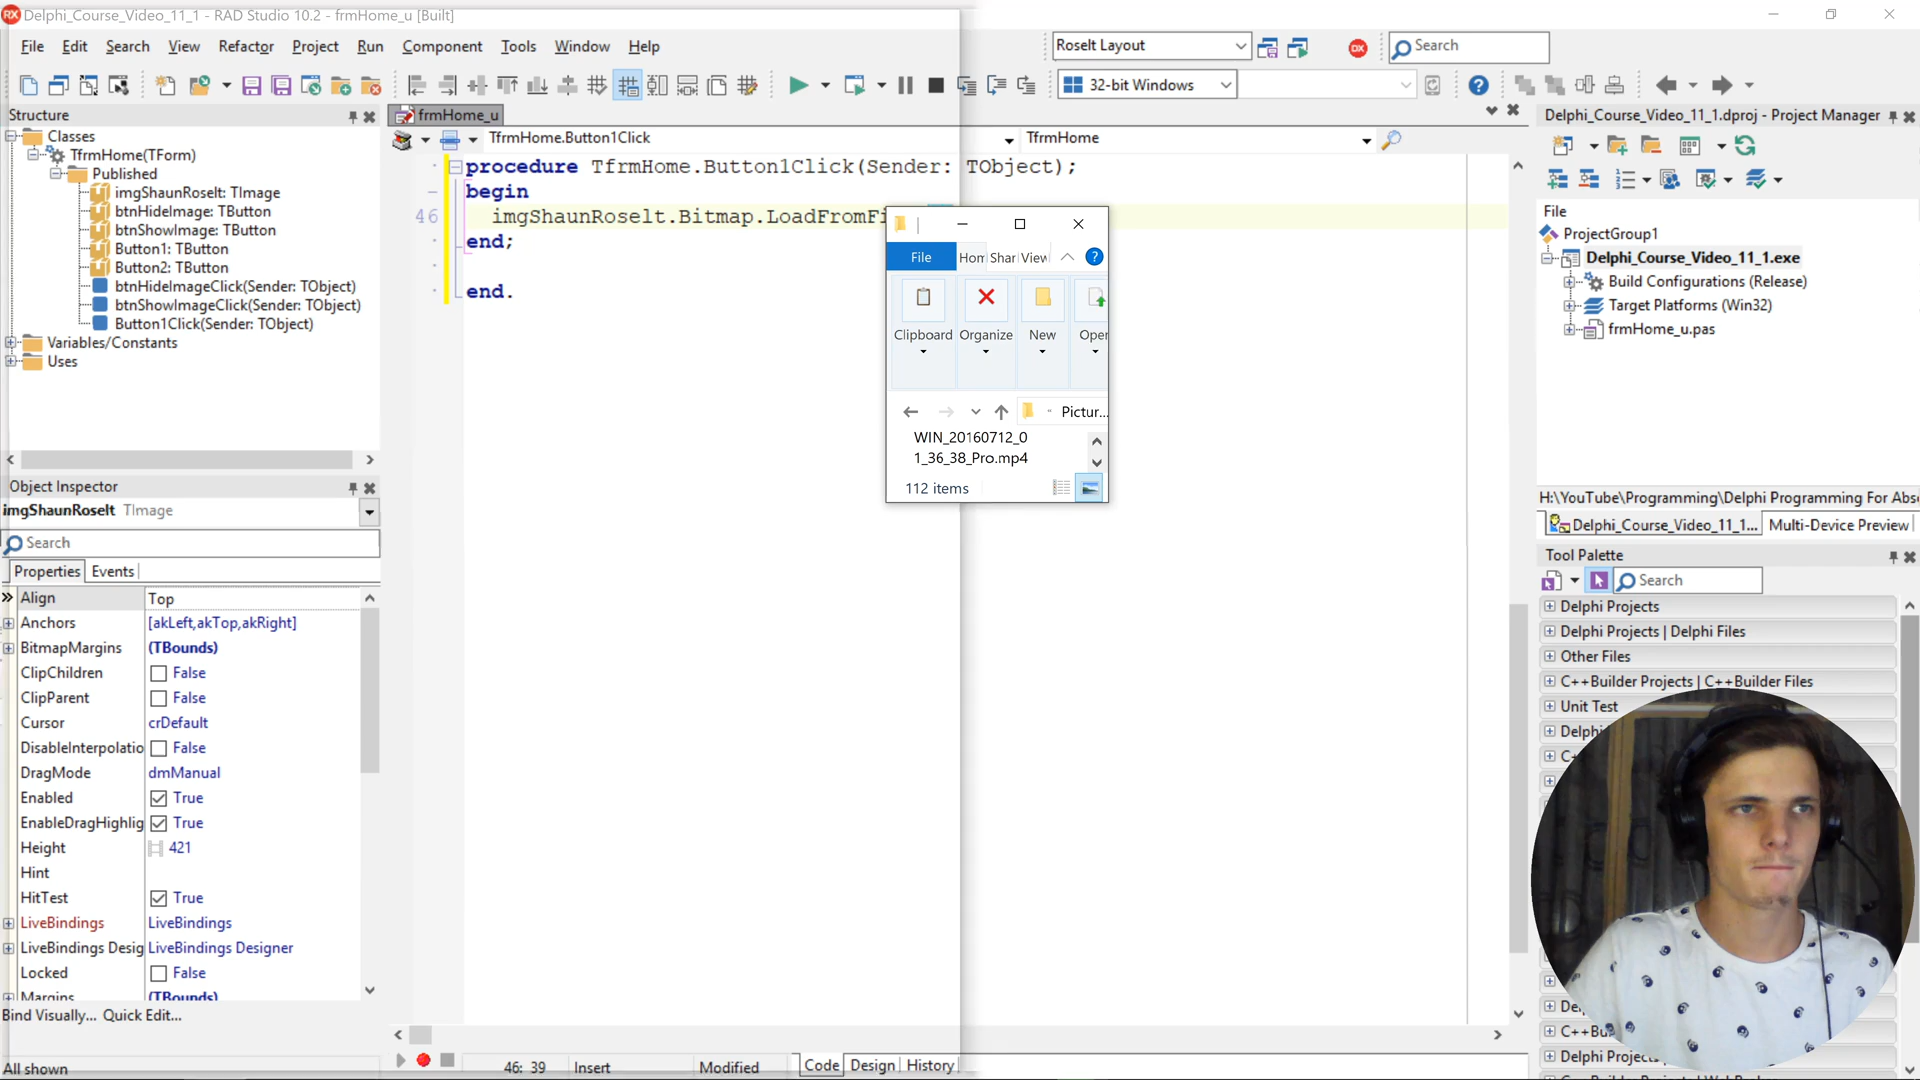 Delphi_Course_Video_11_1 - RAD Studio 10.2 - frmHome_u [Built]
File Edit Search View Refactor Project Run Component Tools Window Help
Roselt Layout
Search
32-bit Windows
Structure
Classes
TfrmHome(TForm)
Published
imgShaunRoselt: TImage
btnHideImage: TButton
btnShowImage: TButton
Button1: TButton
Button2: TButton
btnHideImageClick(Sender: TObject)
btnShowImageClick(Sender: TObject)
Button1Click(Sender: TObject)
Variables/Constants
Uses
Object Inspector
imgShaunRoselt TImage
Search
Properties Events
Align Top
Anchors [akLeft,akTop,akRight]
BitmapMargins (TBounds)
ClipChildren False
ClipParent False
Cursor crDefault
DisableInterpolatio False
DragMode dmManual
Enabled True
EnableDragHighlig True
Height 421
Hint
HitTest True
LiveBindings LiveBindings
LiveBindings Desig LiveBindings Designer
Locked False
Margins (TBounds)
Bind Visually... Quick Edit...
All shown
frmHome_u
TfrmHome.Button1Click TfrmHome
procedure TfrmHome.Button1Click(Sender: TObject);
begin
46 imgShaunRoselt.Bitmap.LoadFromFi
end;
end.
File Hom Shar View
Clipboard Organize New Open
Pictur...
WIN_20160712_0
1_36_38_Pro.mp4
112 items
46: 39 Insert Modified Code Design History
Delphi_Course_Video_11_1.dproj - Project Manager
File
ProjectGroup1
Delphi_Course_Video_11_1.exe
Build Configurations (Release)
Target Platforms (Win32)
frmHome_u.pas
H:\YouTube\Programming\Delphi Programming For Abs
Delphi_Course_Video_11_1... Multi-Device Preview
Tool Palette
Search
Delphi Projects
Delphi Projects | Delphi Files
Other Files
C++Builder Projects | C++Builder Files
Unit Test
Delphi
C+
De
C++Bu
Delphi Project